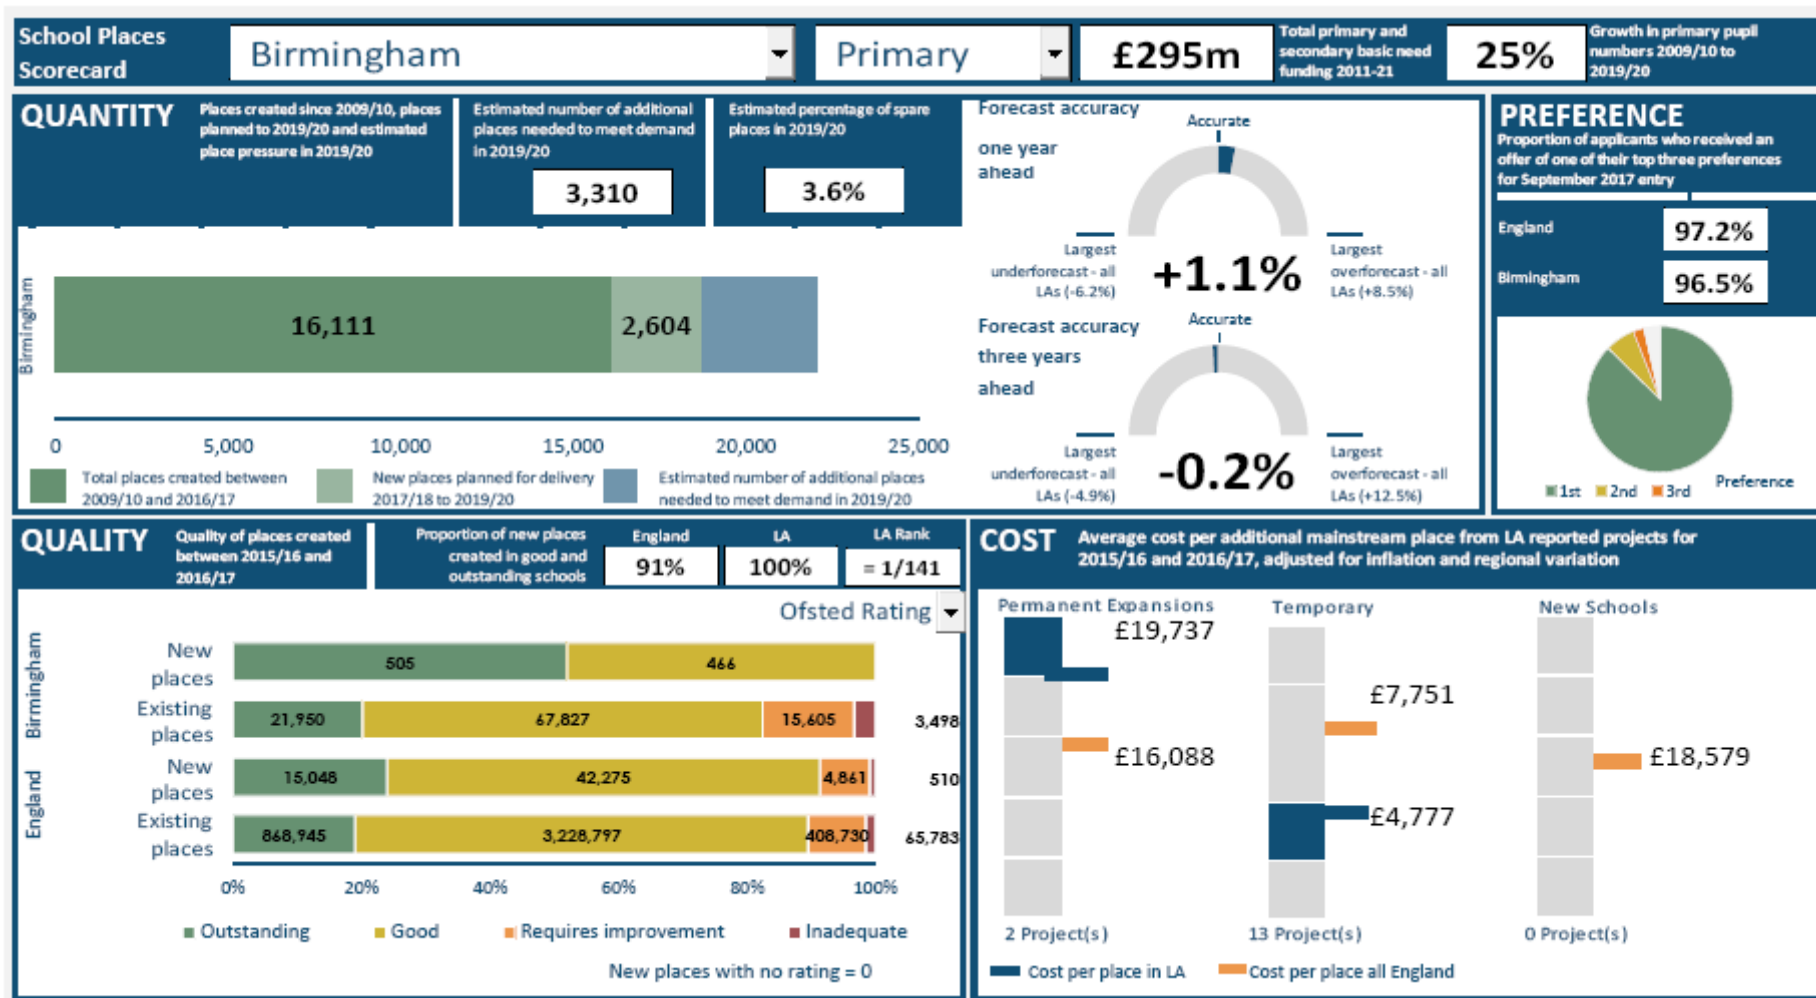 School Places
Scorecard
Birmingham
Primary
£295m
Total primary and
secondary basic need
funding 2011-21
25%
Growth in primary pupil
numbers 2009/10 to
2019/20
QUANTITY
Places created since 2009/10, places
planned to 2019/20 and estimated
place pressure in 2019/20
Estimated number of additional
places needed to meet demand
in 2019/20
3,310
Estimated percentage of spare
places in 2019/20
3.6%
Birmingham
16,111
2,604
0
5,000
10,000
15,000
20,000
25,000
Total places created between
2009/10 and 2016/17
New places planned for delivery
2017/18 to 2019/20
Estimated number of additional places
needed to meet demand in 2019/20
Forecast accuracy
one year
ahead
Accurate
Largest
underforecast - all
LAs (-6.2%)
+1.1%
Largest
overforecast - all
LAs (+8.5%)
Forecast accuracy
three years
ahead
Accurate
Largest
underforecast - all
LAs (-4.9%)
-0.2%
Largest
overforecast - all
LAs (+12.5%)
PREFERENCE
Proportion of applicants who received an
offer of one of their top three preferences
for September 2017 entry
England
97.2%
Birmingham
96.5%
1st
2nd
3rd
Preference
QUALITY
Quality of places created
between 2015/16 and
2016/17
Proportion of new places
created in good and
outstanding schools
England
91%
LA
100%
LA Rank
= 1/141
Ofsted Rating
Birmingham
New
places
505
466
Existing
places
21,950
67,827
15,605
3,498
England
New
places
15,048
42,275
4,861
510
Existing
places
868,945
3,228,797
408,730
65,783
0%
20%
40%
60%
80%
100%
Outstanding
Good
Requires improvement
Inadequate
New places with no rating = 0
COST
Average cost per additional mainstream place from LA reported projects for
2015/16 and 2016/17, adjusted for inflation and regional variation
Permanent Expansions
£19,737
£16,088
2 Project(s)
Temporary
£7,751
£4,777
13 Project(s)
New Schools
£18,579
0 Project(s)
Cost per place in LA
Cost per place all England